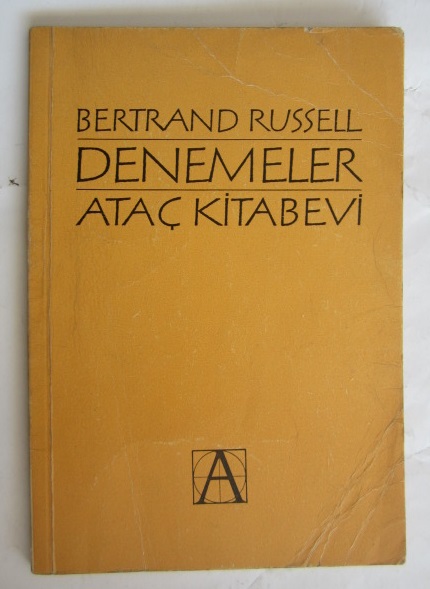 BERTRAND RUSSELL
DENEMELER
ATAÇ KİTABEVİ
A